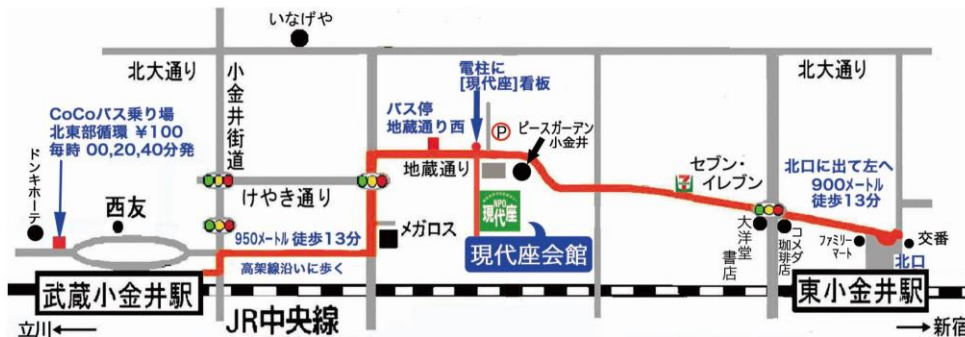 いなげや
北大通り
小金井街道
電柱に
[現代座]看板
北大通り
CoCoバス乗り場
北東部循環 ¥100
毎時 00,20,40分発
バス停
地蔵通り西
P
ピースガーデン
小金井
ドンキホーテ
西友
けやき通り
地蔵通り
セブン・
イレブン
7
北口に出て左へ
900メートル
徒歩13分
950メートル 徒歩13分
メガロス
NPO
現代座
現代座会館
大洋堂
書店
コメダ
珈琲店
ファミリー
マート
交番
北口
高架線沿いに歩く
武蔵小金井駅
東小金井駅
立川
JR中央線
新宿